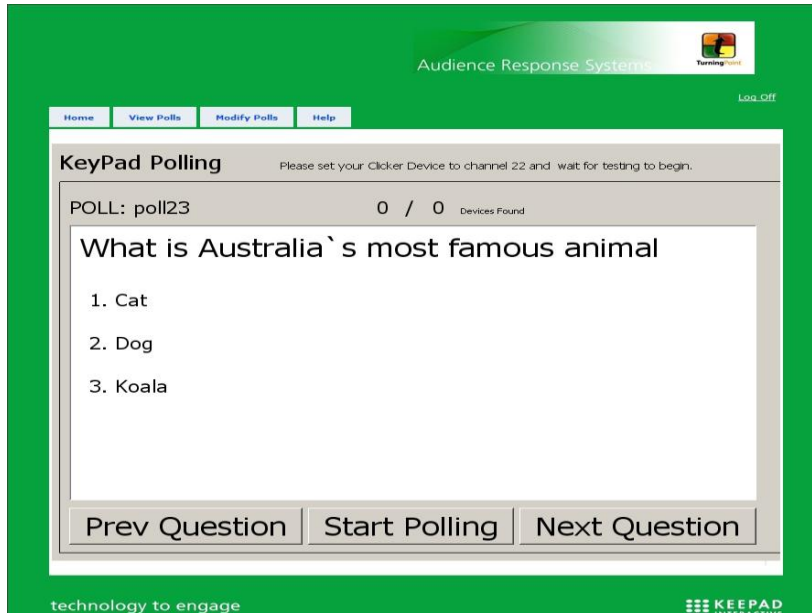 Audience Response Systems
TurningPoint
Log Off
Home View Polls Modify Polls Help
KeyPad Polling Please set your Clicker Device to channel 22 and wait for testing to begin.
POLL: poll23 0 / 0 Devices Found
What is Australia`s most famous animal
1. Cat
2. Dog
3. Koala
Prev Question Start Polling Next Question
technology to engage KEEPAD
INTERACTIVE